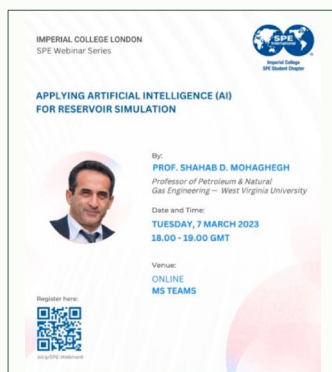 IMPERIAL COLLEGE LONDON
SPE Webinar Series
SPE
International
Imperial College
SPE Student Chapter
APPLYING ARTIFICIAL INTELLIGENCE (AI)
FOR RESERVOIR SIMULATION
By:
PROF. SHAHAB D. MOHAGHEGH
Professor of Petroleum & Natural
Gas Engineering — West Virginia University
Date and Time:
TUESDAY, 7 MARCH 2023
18.00 - 19.00 GMT
Venue:
ONLINE
MS TEAMS
Register here: